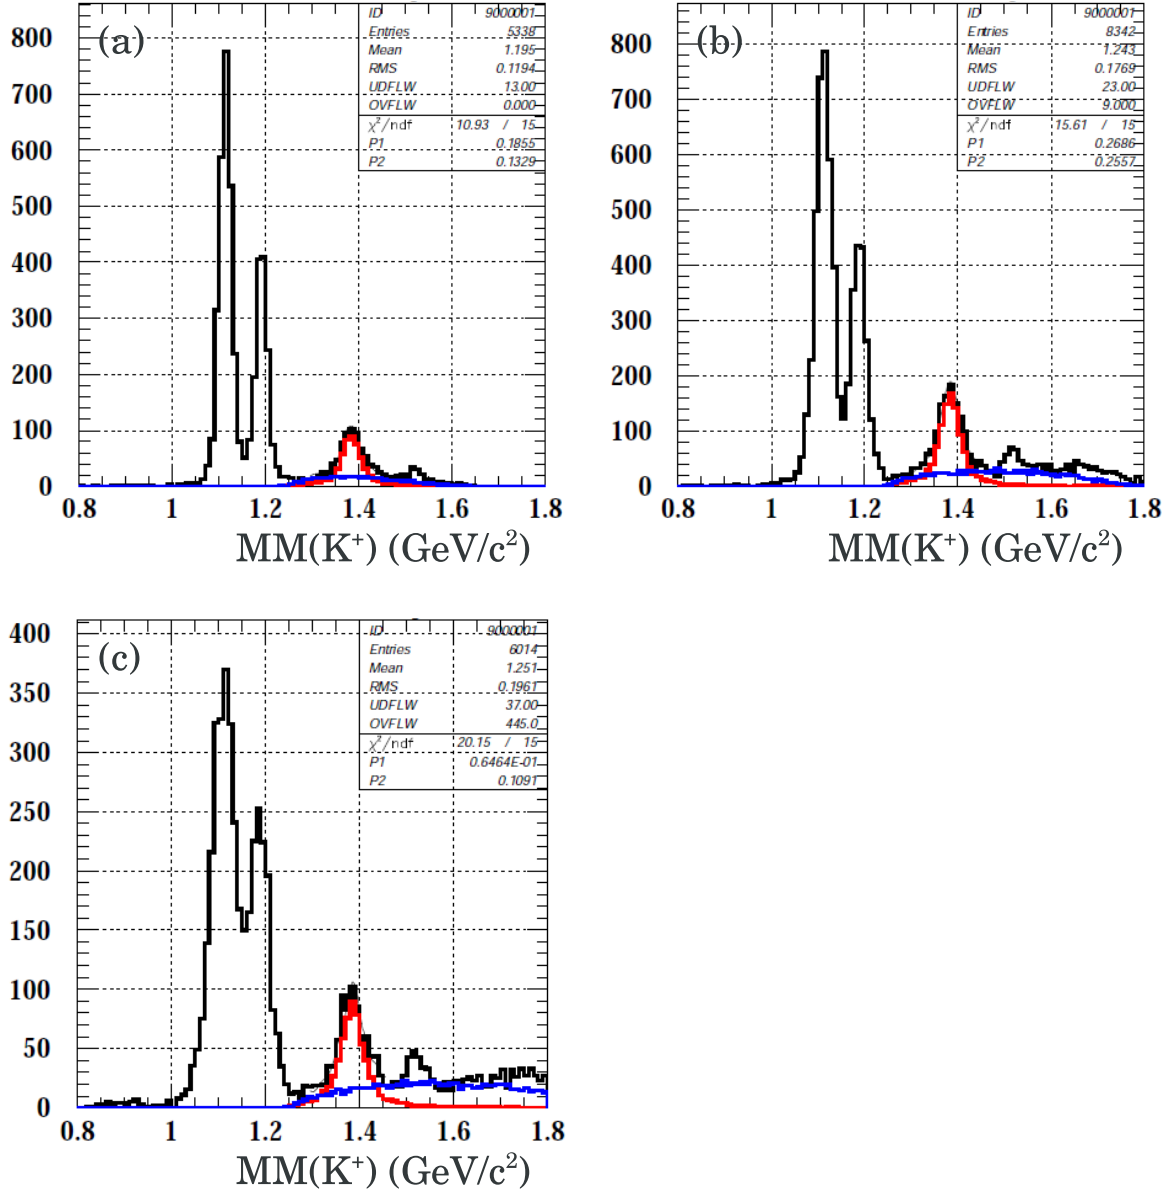 (a)
ID 9000001
Entries 5338
Mean 1.195
RMS 0.1194
UDFLW 13.00
OVFLW 0.000
χ²/ndf 10.93 / 15
P1 0.1855
P2 0.1329
800
700
600
500
400
300
200
100
0
0.8 1 1.2 1.4 1.6 1.8
MM(K⁺) (GeV/c²)
(b)
ID 9000001
Entries 8342
Mean 1.243
RMS 0.1769
UDFLW 23.00
OVFLW 9.000
χ²/ndf 15.61 / 15
P1 0.2686
P2 0.2557
800
700
600
500
400
300
200
100
0
0.8 1 1.2 1.4 1.6 1.8
MM(K⁺) (GeV/c²)
(c)
ID 9000001
Entries 6014
Mean 1.251
RMS 0.1961
UDFLW 37.00
OVFLW 445.0
χ²/ndf 20.15 / 15
P1 0.6464E-01
P2 0.1091
400
350
300
250
200
150
100
50
0
0.8 1 1.2 1.4 1.6 1.8
MM(K⁺) (GeV/c²)